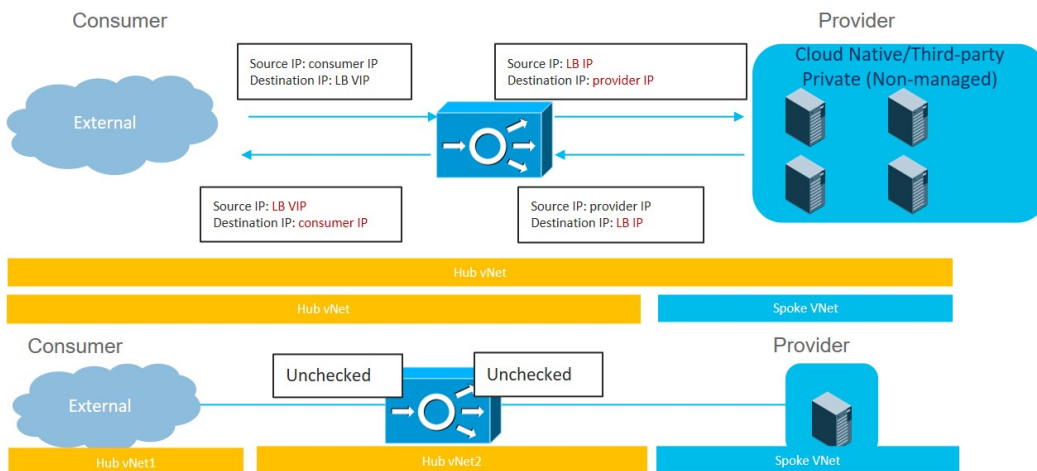 Consumer
Provider
Source IP: consumer IP
Destination IP: LB VIP
Source IP: LB IP
Destination IP: provider IP
Cloud Native/Third-party
Private (Non-managed)
External
Source IP: LB VIP
Destination IP: consumer IP
Source IP: provider IP
Destination IP: LB IP
Hub vNet
Hub vNet
Spoke VNet
Consumer
Provider
Unchecked
Unchecked
External
Hub vNet1
Hub vNet2
Spoke VNet